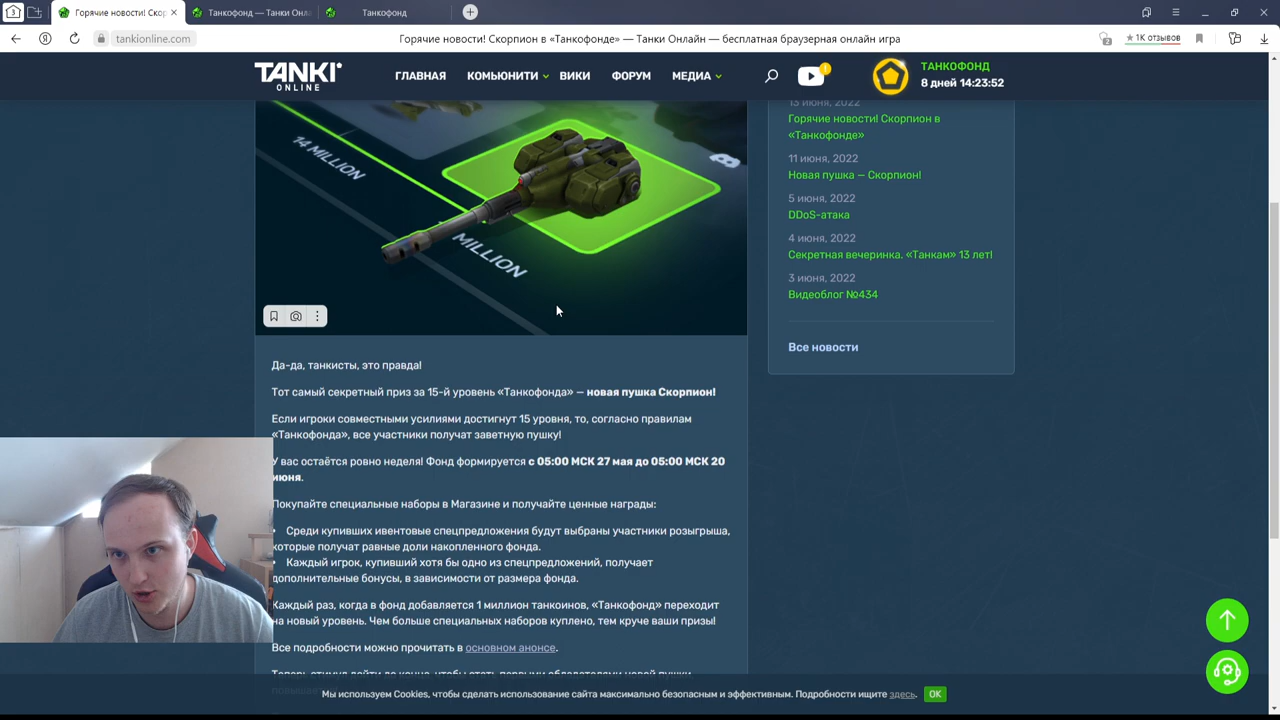 3
Горячие новости! Скор
Танкофонд — Танки Онл
Танкофонд
tankionline.com
Горячие новости! Скорпион в «Танкофонде» — Танки Онлайн — бесплатная браузерная онлайн игра
1K отзывов
TANKI
ONLINE
ГЛАВНАЯ
КОМЬЮНИТИ
ВИКИ
ФОРУМ
МЕДИА
ТАНКОФОНД
8 дней 14:23:52
14 MILLION
MILLION
13 июня, 2022
Горячие новости! Скорпион в
«Танкофонде»
11 июня, 2022
Новая пушка — Скорпион!
5 июня, 2022
DDoS-атака
4 июня, 2022
Секретная вечеринка. «Танкам» 13 лет!
3 июня, 2022
Видеоблог №434
Все новости
Да-да, танкисты, это правда!
Тот самый секретный приз за 15-й уровень «Танкофонда» — новая пушка Скорпион!
Если игроки совместными усилиями достигнут 15 уровня, то, согласно правилам
«Танкофонда», все участники получат заветную пушку!
У вас остаётся ровно неделя! Фонд формируется с 05:00 МСК 27 мая до 05:00 МСК 20
июня.
Покупайте специальные наборы в Магазине и получайте ценные награды:
• Среди купивших ивентовые спецпредложения будут выбраны участники розыгрыша,
которые получат равные доли накопленного фонда.
• Каждый игрок, купивший хотя бы одно из спецпредложений, получает
дополнительные бонусы, в зависимости от размера фонда.
Каждый раз, когда в фонд добавляется 1 миллион танкоинов, «Танкофонд» переходит
на новый уровень. Чем больше специальных наборов куплено, тем круче ваши призы!
Все подробности можно прочитать в основном анонсе.
Мы используем Cookies, чтобы сделать использование сайта максимально безопасным и эффективным. Подробности ищите здесь.
OK